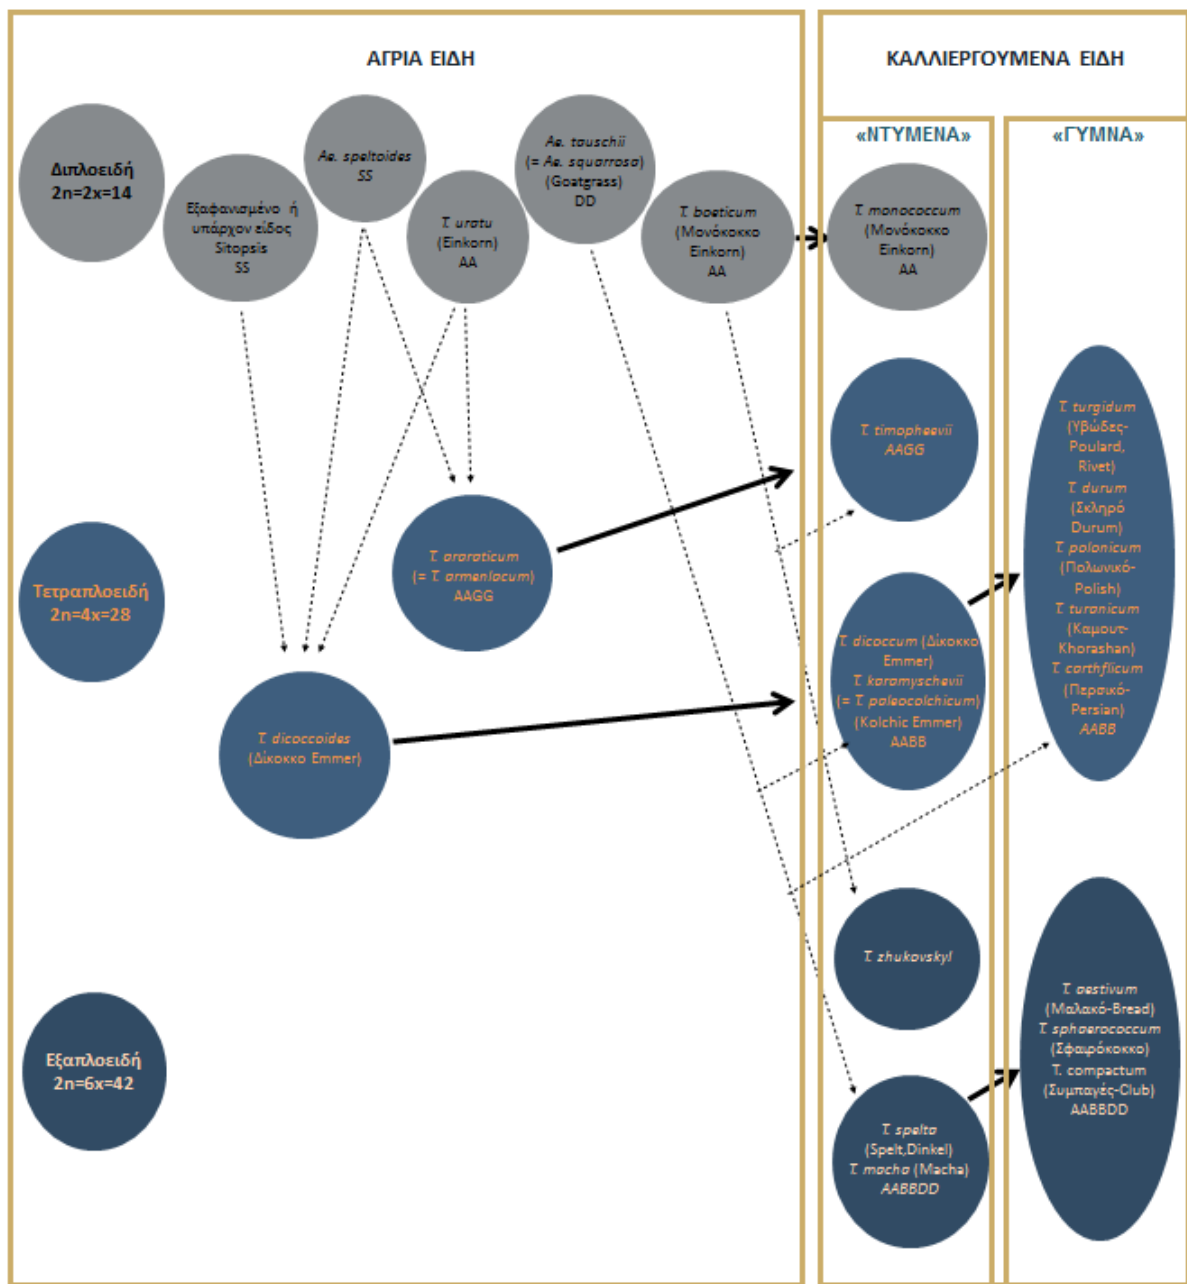 ΑΓΡΙΑ ΕΙΔΗ
ΚΑΛΛΙΕΡΓΟΥΜΕΝΑ ΕΙΔΗ
«ΝΤΥΜΕΝΑ»
«ΓΥΜΝΑ»
Διπλοειδή
2n=2x=14
Εξαφανισμένο ή
υπάρχον είδος
Sitopsis
SS
Ae. speltoides
SS
T. uratu
(Einkorn)
AA
Ae. tauschii
(= Ae. squarrosa)
(Goatgrass)
DD
T. boeticum
(Μονόκοκκο
Einkorn)
AA
T. monococcum
(Μονόκοκκο
Einkorn)
AA
Τετραπλοειδή
2n=4x=28
T. dicoccoides
(Δίκοκκο Emmer)
T. araraticum
(= T. armenlacum)
AAGG
T. timopheevii
AAGG
T. dicoccum (Δίκοκκο
Emmer)
T. karamyschevii
(= T. paleocolchicum)
(Kolchic Emmer)
AABB
T. turgidum
(Υβώδες-
Poulard,
Rivet)
T. durum
(Σκληρό
Durum)
T. polonicum
(Πολωνικό-
Polish)
T. turanicum
(Καμουτ-
Khorashan)
T. carthflicum
(Περσικό-
Persian)
AABB
Εξαπλοειδή
2n=6x=42
T. zhukovskyl
T. spelta
(Spelt,Dinkel)
T. macha (Macha)
AABBDD
T. aestivum
(Μαλακό-Bread)
T. sphaerococcum
(Σφαιρόκοκκο)
T. compactum
(Συμπαγές-Club)
AABBDD